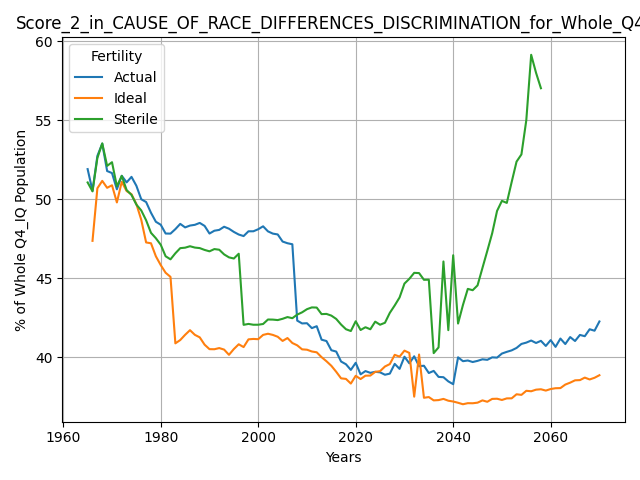 Score_2_in_CAUSE_OF_RACE_DIFFERENCES_DISCRIMINATION_for_Whole_Q4
60
55
50
45
40
% of Whole Q4_IQ Population
Fertility
Actual
Ideal
Sterile
1960 1980 2000 2020 2040 2060
Years